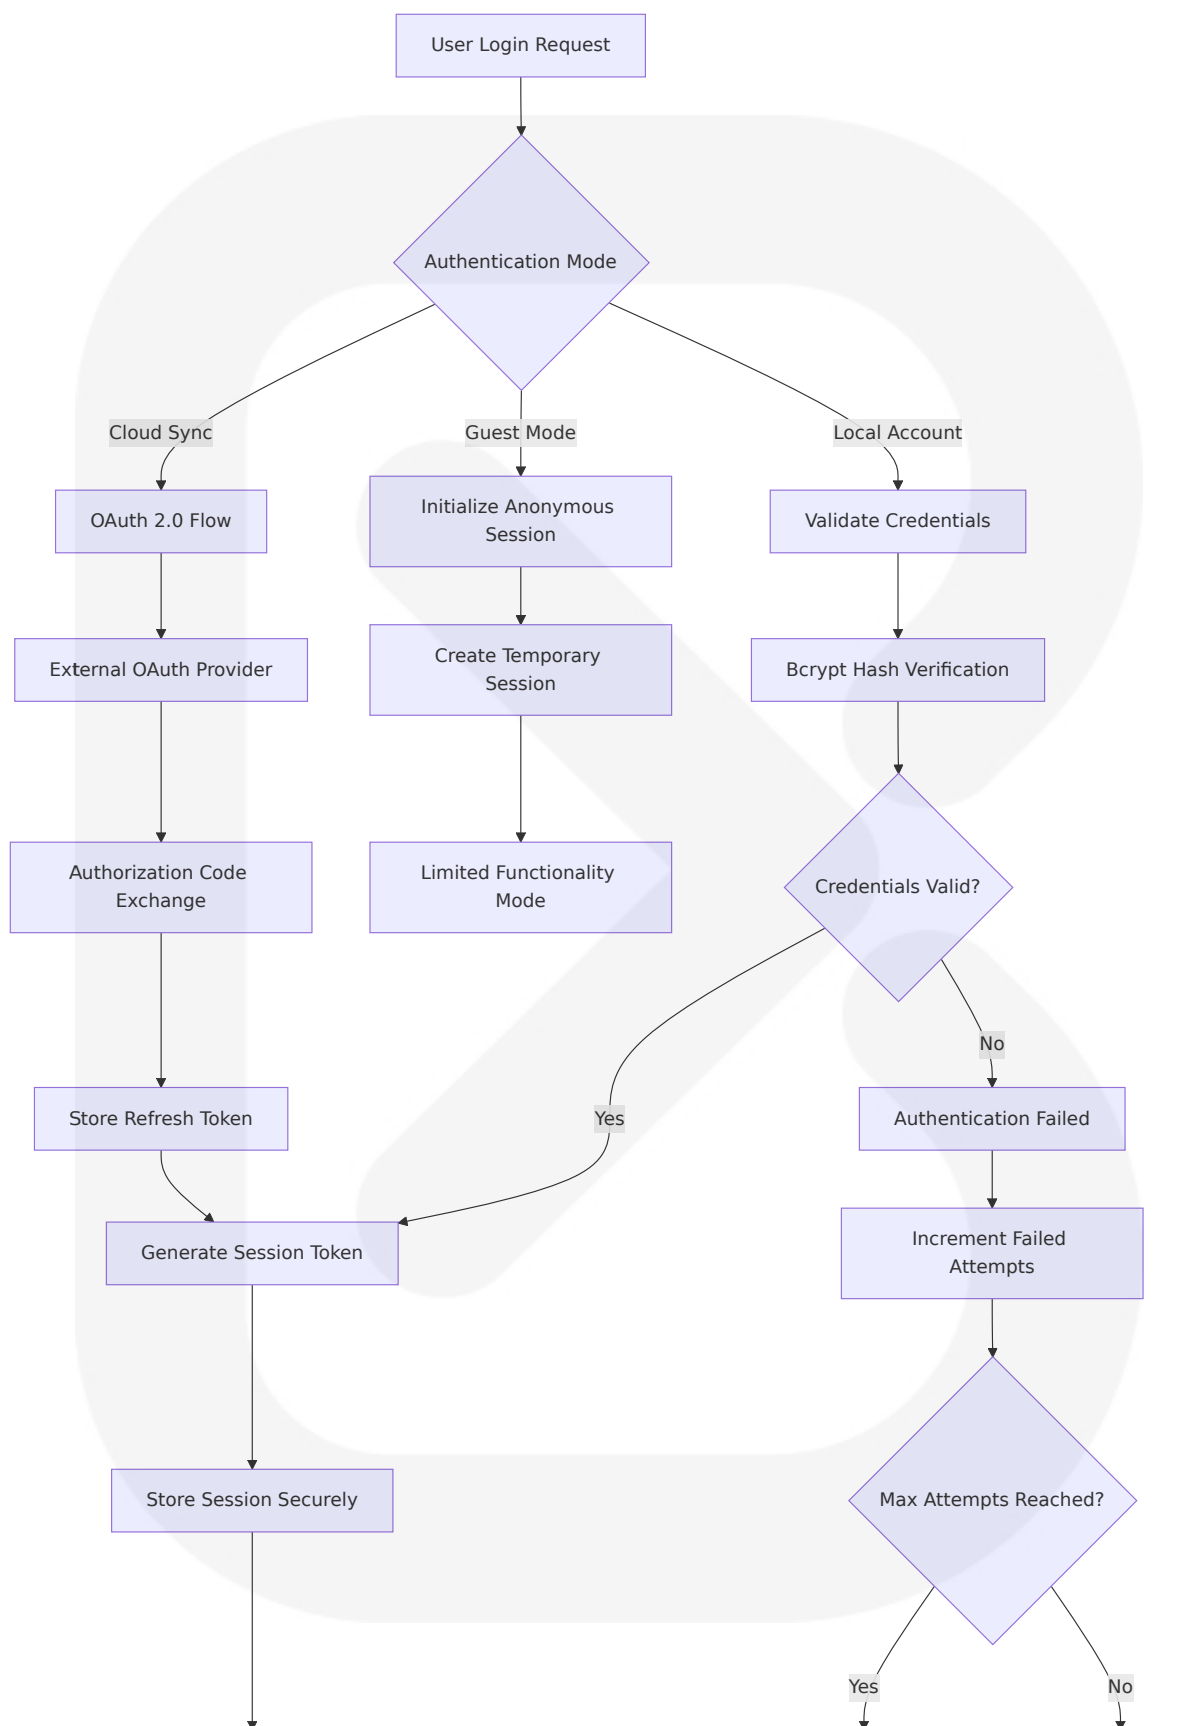 User Login Request
Authentication Mode
Cloud Sync
Guest Mode
Local Account
OAuth 2.0 Flow
Initialize Anonymous
Session
Validate Credentials
External OAuth Provider
Create Temporary
Session
Bcrypt Hash Verification
Authorization Code
Exchange
Limited Functionality
Mode
Credentials Valid?
No
Store Refresh Token
Yes
Authentication Failed
Generate Session Token
Increment Failed
Attempts
Store Session Securely
Max Attempts Reached?
Yes
No